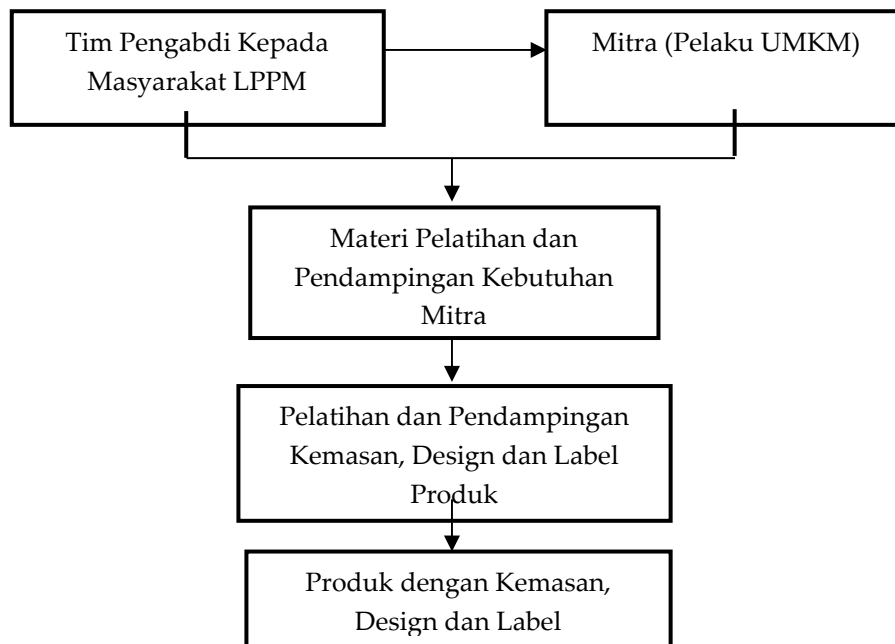 Tim Pengabdi Kepada
Masyarakat LPPM
Mitra (Pelaku UMKM)
Materi Pelatihan dan
Pendampingan Kebutuhan
Mitra
Pelatihan dan Pendampingan
Kemasan, Design dan Label
Produk
Produk dengan Kemasan,
Design dan Label